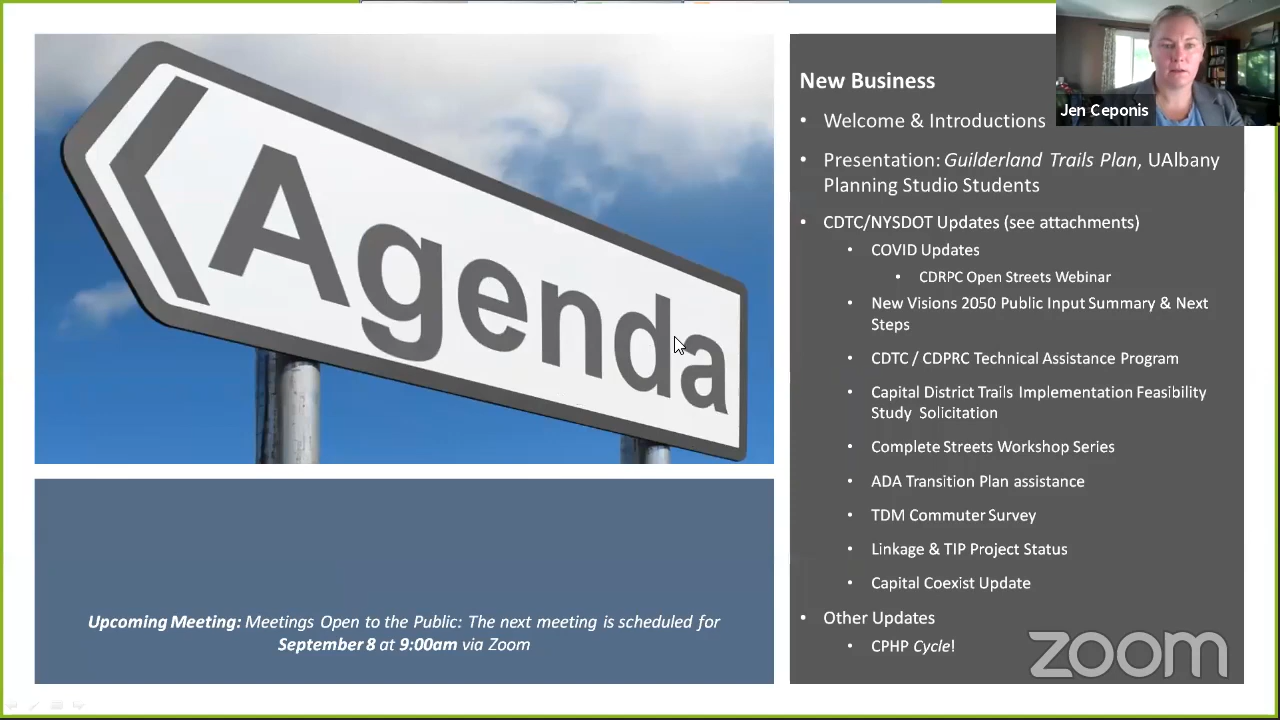 Agenda
New Business
Jen Ceponis
• Welcome & Introductions
• Presentation: Guilderland Trails Plan, UAlbany
Planning Studio Students
• CDTC/NYSDOT Updates (see attachments)
• COVID Updates
• CDRPC Open Streets Webinar
• New Visions 2050 Public Input Summary & Next
Steps
• CDTC / CDPRC Technical Assistance Program
• Capital District Trails Implementation Feasibility
Study Solicitation
• Complete Streets Workshop Series
• ADA Transition Plan assistance
• TDM Commuter Survey
• Linkage & TIP Project Status
• Capital Coexist Update
• Other Updates
• CPHP Cycle!
Upcoming Meeting: Meetings Open to the Public: The next meeting is scheduled for
September 8 at 9:00am via Zoom
zoom